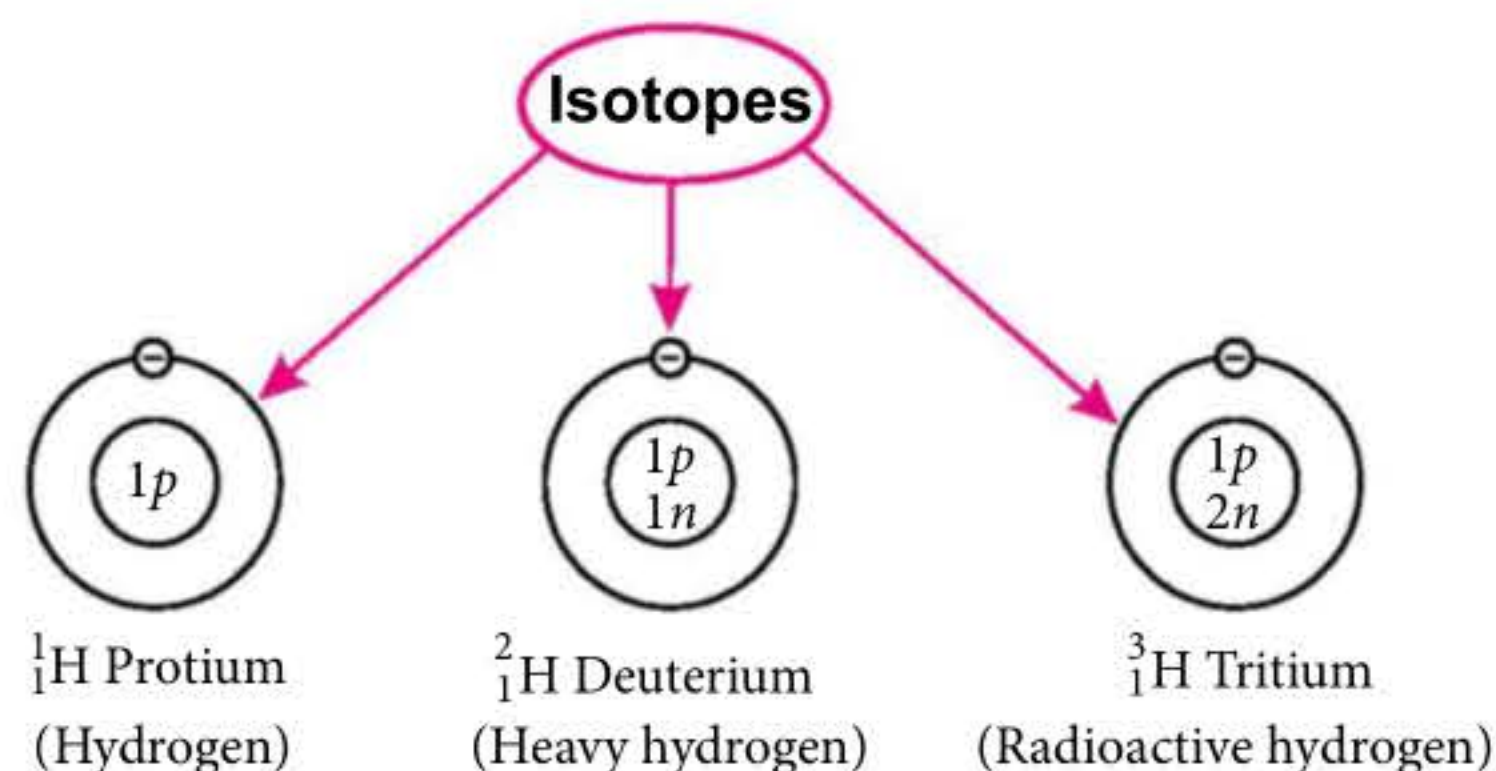 Isotopes
−
−
−
1p
1p
1n
1p
2n
¹₁H Protium
(Hydrogen)
²₁H Deuterium
(Heavy hydrogen)
³₁H Tritium
(Radioactive hydrogen)